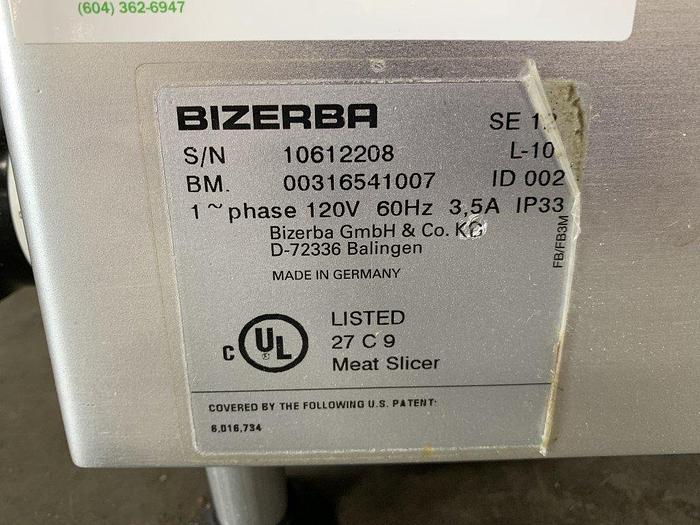 (604) 362-6947
BIZERBA SE 12
S/N 10612208 L-10
BM. 00316541007 ID 002
1~phase 120V 60Hz 3,5A IP33
Bizerba GmbH & Co. KG
D-72336 Balingen
MADE IN GERMANY
FB/FB3M
C UL LISTED
27 C 9
Meat Slicer
COVERED BY THE FOLLOWING U.S. PATENT:
6,016,734